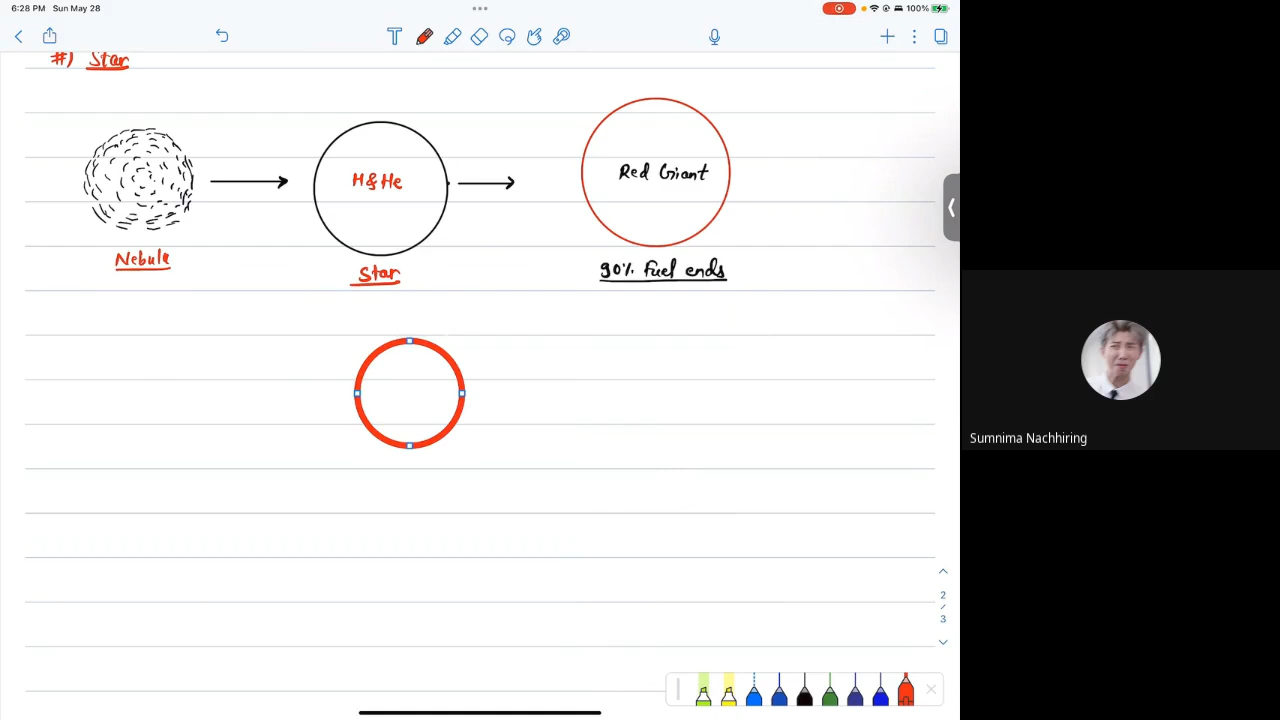 6:28 PM Sun May 28
100%
#) Star
H&He
Red Giant
Nebula
Star
90% Fuel ends
2
/
3
Sumnima Nachhiring